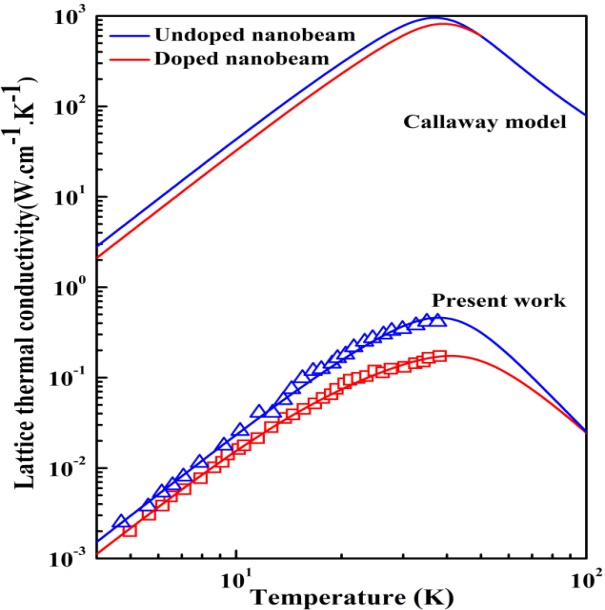 Lattice thermal conductivity(W.cm⁻¹.K⁻¹)
10³
10²
10¹
10⁰
10⁻¹
10⁻²
10⁻³
Undoped nanobeam
Doped nanobeam
Callaway model
Present work
10¹
10²
Temperature (K)